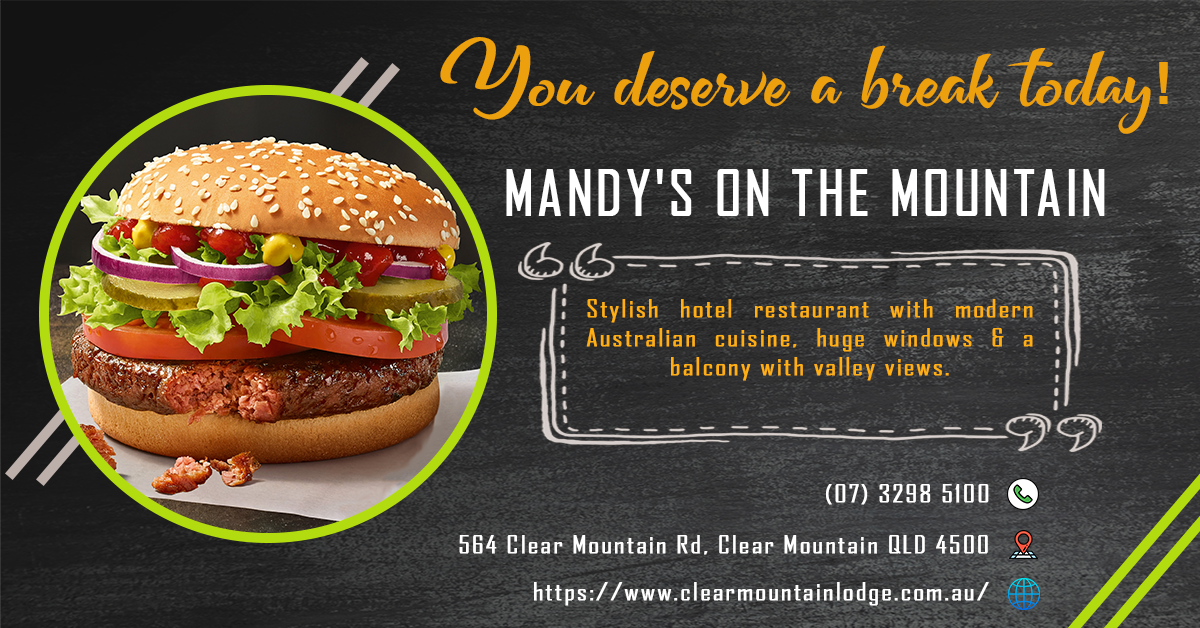 You deserve a break today!
MANDY'S ON THE MOUNTAIN
Stylish hotel restaurant with modern
Australian cuisine, huge windows & a
balcony with valley views.
(07) 3298 5100
564 Clear Mountain Rd, Clear Mountain QLD 4500
https://www.clearmountainlodge.com.au/